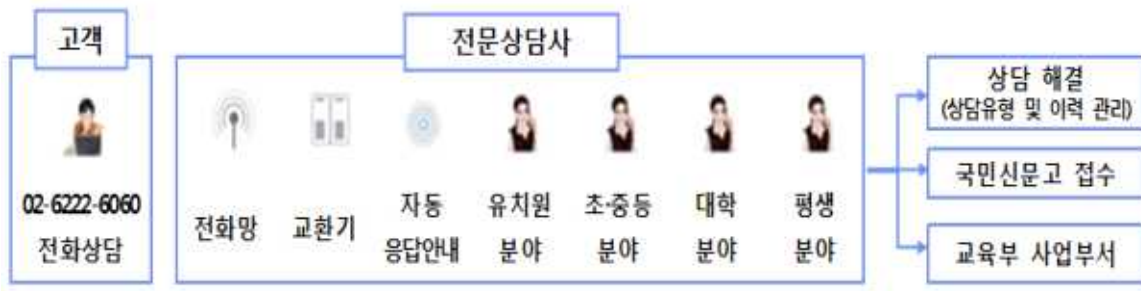 고객
02-6222-6060
전화상담
전문상담사
전화망
교환기
자동
응답안내
유치원
분야
초·중등
분야
대학
분야
평생
분야
상담 해결
(상담유형 및 이력 관리)
국민신문고 접수
교육부 사업부서